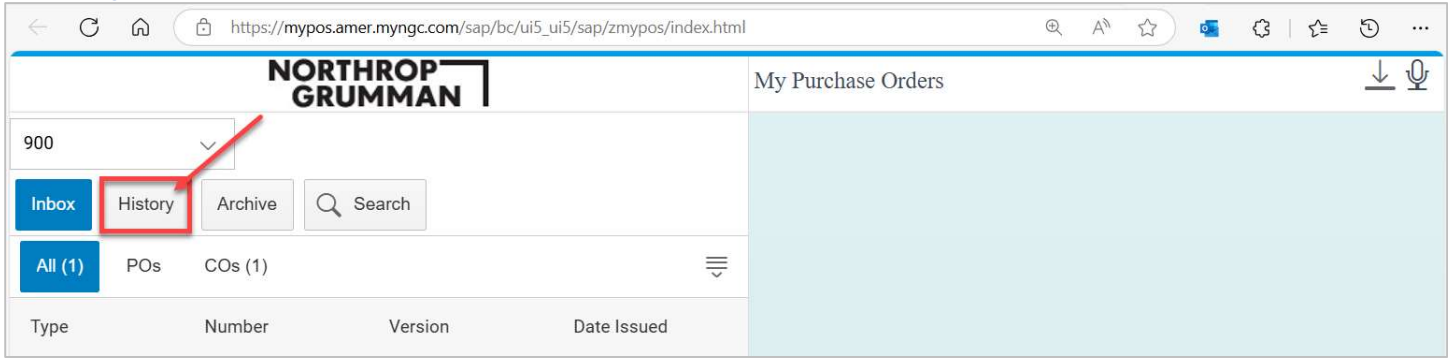 https://mypos.amer.myngc.com/sap/bc/ui5_ui5/sap/zmypos/index.html
NORTHROP
GRUMMAN
My Purchase Orders
900
Inbox History Archive Search
All (1) POs COs (1)
Type Number Version Date Issued